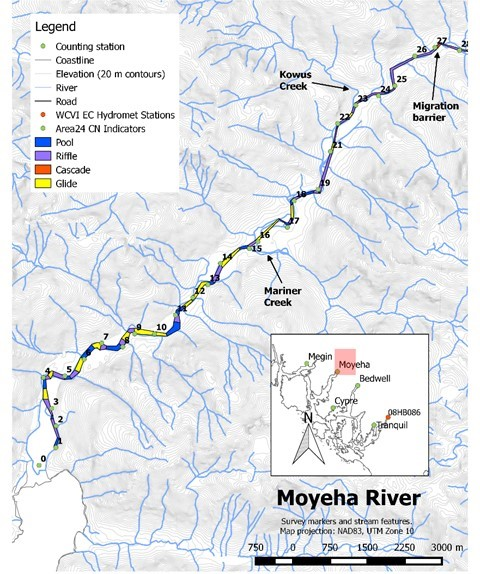 Legend
Counting station
Coastline
Elevation (20 m contours)
River
Road
WCVI EC Hydromet Stations
Area24 CN Indicators
Pool
Riffle
Cascade
Glide
28
27
26
Kowus
Creek
25
24
23
Migration
barrier
22
21
19
18
17
16
15
14
Mariner
Creek
13
12
11
10
9
8
7
6
5
4
3
2
1
0
Megin
Moyeha
Bedwell
Cypre
08HB086
Tranquil
N
Moyeha River
Survey markers and stream features.
Map projection: NAD83, UTM Zone 10
750 0 750 1500 2250 3000 m